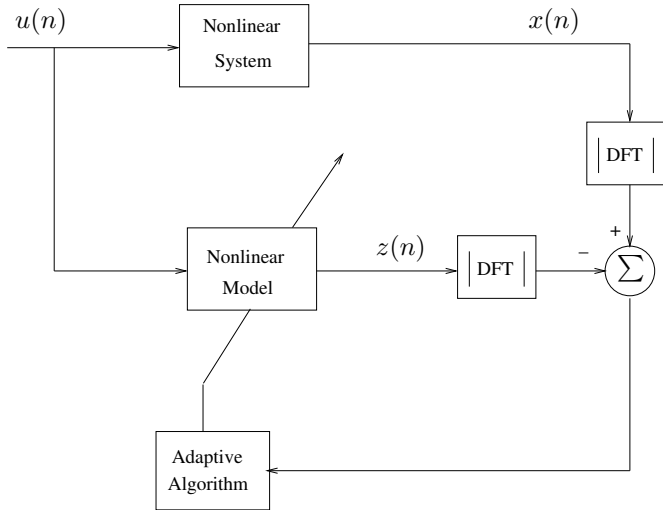 u(n)
Nonlinear
System
x(n)
| DFT |
+
Nonlinear
Model
z(n)
| DFT |
−
∑
Adaptive
Algorithm